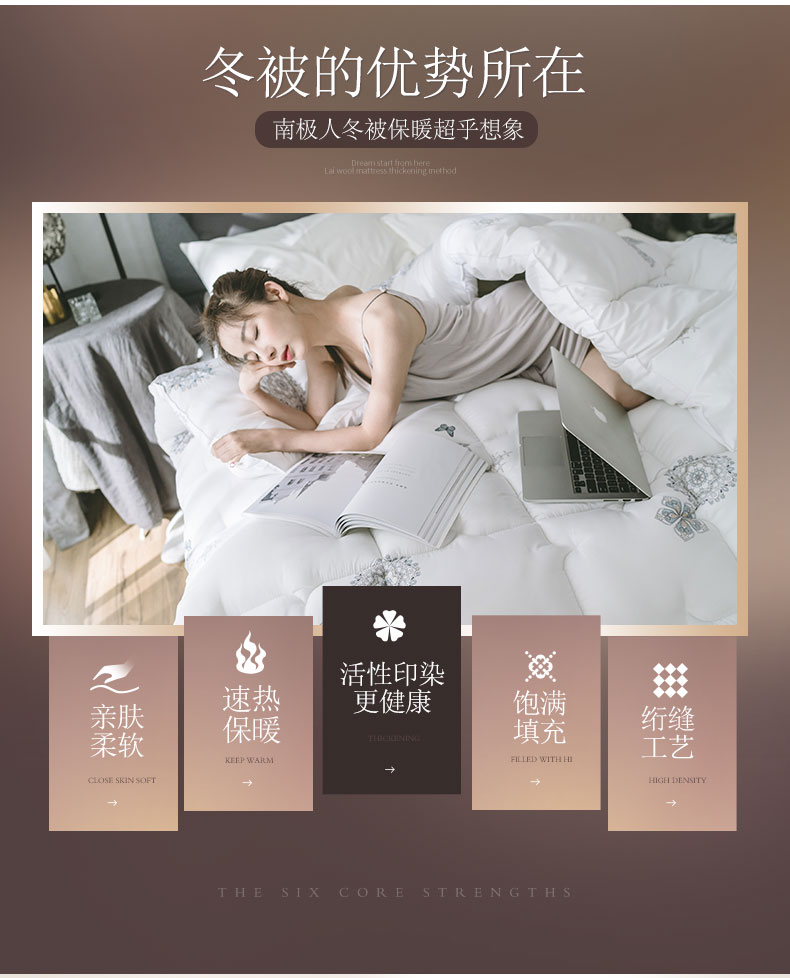 冬被的优势所在
南极人冬被保暖超乎想象
Dream start from here
Lai wool mattress thickening method
亲肤
柔软
CLOSE SKIN SOFT
速热
保暖
KEEP WARM
活性印染
更健康
THICKENING
饱满
填充
FILLED WITH HI
绗缝
工艺
HIGH DENSITY
THE SIX CORE STRENGTHS